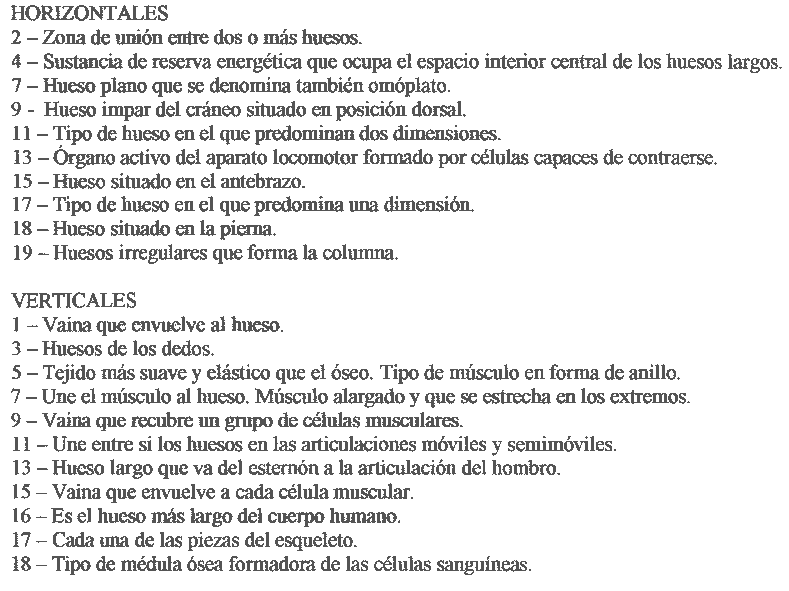 HORIZONTALES
2 – Zona de unión entre dos o más huesos.
4 – Sustancia de reserva energética que ocupa el espacio interior central de los huesos largos.
7 – Hueso plano que se denomina también omóplato.
9 - Hueso impar del cráneo situado en posición dorsal.
11 – Tipo de hueso en el que predominan dos dimensiones.
13 – Órgano activo del aparato locomotor formado por células capaces de contraerse.
15 – Hueso situado en el antebrazo.
17 – Tipo de hueso en el que predomina una dimensión.
18 – Hueso situado en la pierna.
19 – Huesos irregulares que forma la columna.
VERTICALES
1 – Vaina que envuelve al hueso.
3 – Huesos de los dedos.
5 – Tejido más suave y elástico que el óseo. Tipo de músculo en forma de anillo.
7 – Une el músculo al hueso. Músculo alargado y que se estrecha en los extremos.
9 – Vaina que recubre un grupo de células musculares.
11 – Une entre si los huesos en las articulaciones móviles y semimóviles.
13 – Hueso largo que va del esternón a la articulación del hombro.
15 – Vaina que envuelve a cada célula muscular.
16 – Es el hueso más largo del cuerpo humano.
17 – Cada una de las piezas del esqueleto.
18 – Tipo de médula ósea formadora de las células sanguíneas.